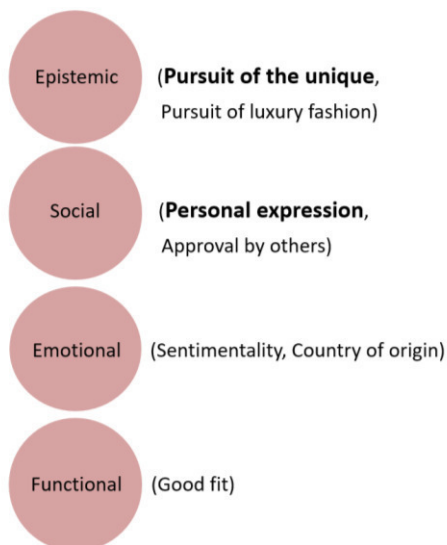 Epistemic (Pursuit of the unique,
Pursuit of luxury fashion)
Social (Personal expression,
Approval by others)
Emotional (Sentimentality, Country of origin)
Functional (Good fit)